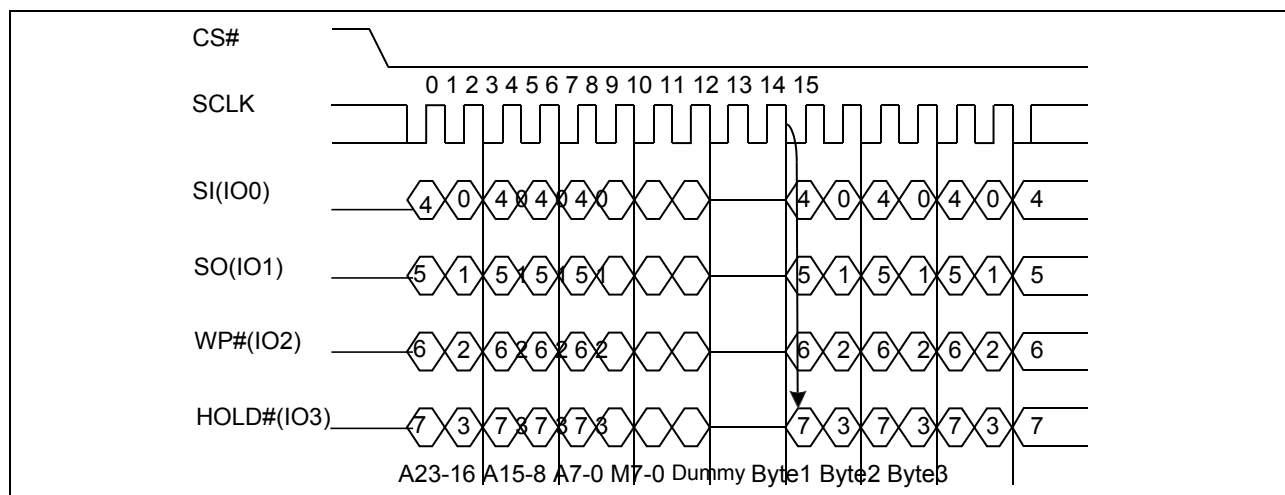 CS#
0 1 2 3 4 5 6 7 8 9 10 11 12 13 14 15
SCLK
SI(IO0) 4 0 4 0 4 0 4 0 4 0 4 0 4 0 4
SO(IO1) 5 1 5 1 5 1 5 1 5 1 5 1 5 1 5
WP#(IO2) 6 2 6 2 6 2 6 2 6 2 6 2 6 2 6
HOLD#(IO3) 7 3 7 3 7 3 7 3 7 3 7 3 7 3 7
A23-16 A15-8 A7-0 M7-0 Dummy Byte1 Byte2 Byte3